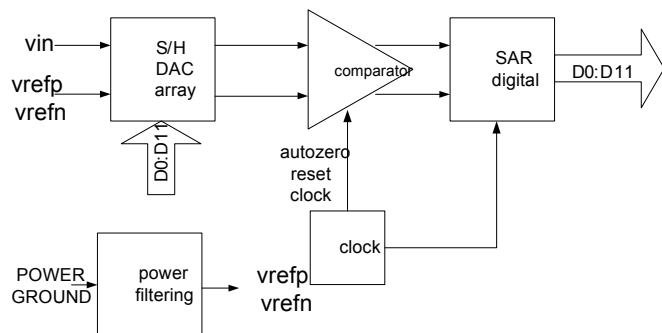 vin
vrefp
vrefn
S/H
DAC
array
D0:D11
comparator
SAR
digital
D0:D11
autozero
reset
clock
clock
POWER
GROUND
power
filtering
vrefp
vrefn